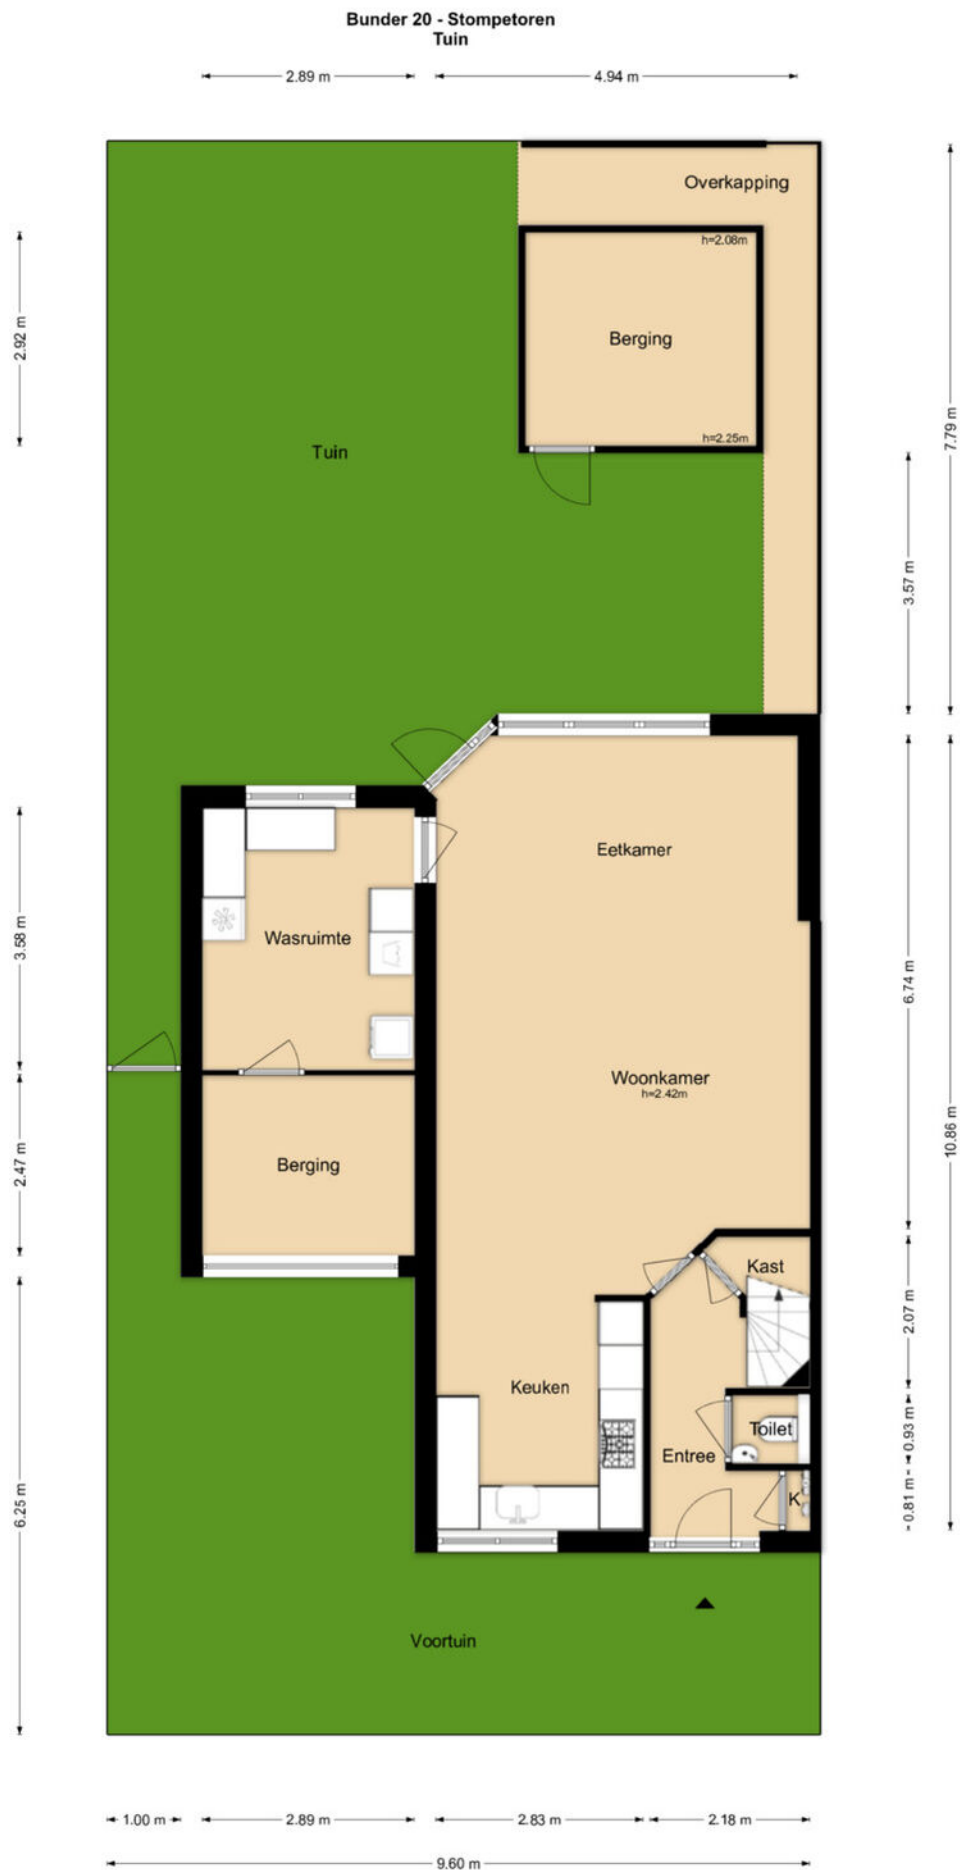 Bunder 20 - Stompetoren
Tuin
2.89 m
4.94 m
Overkapping
h=2.08m
2.92 m
Berging
7.79 m
h=2.25m
Tuin
3.57 m
Eetkamer
3.58 m
Wasruimte
6.74 m
Woonkamer
h=2.42m
10.86 m
2.47 m
Berging
Kast
2.07 m
Keuken
Toilet
0.93 m
Entree
6.25 m
K
0.81 m
Voortuin
1.00 m
2.89 m
2.83 m
2.18 m
9.60 m